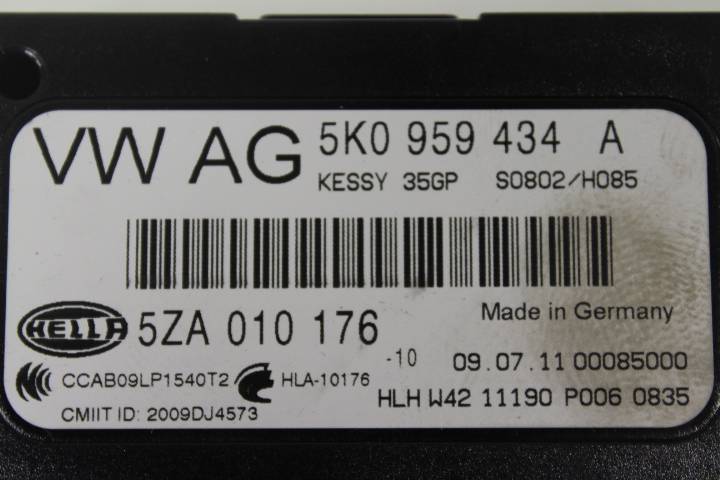 VW AG 5K0 959 434 A
KESSY 35GP S0802/H085
HELLA 5ZA 010 176
Made in Germany
-10 09.07.11 00085000
CCAB09LP1540T2 HLA-10176
HLH W42 11190 P006 0835
CMIIT ID: 2009DJ4573